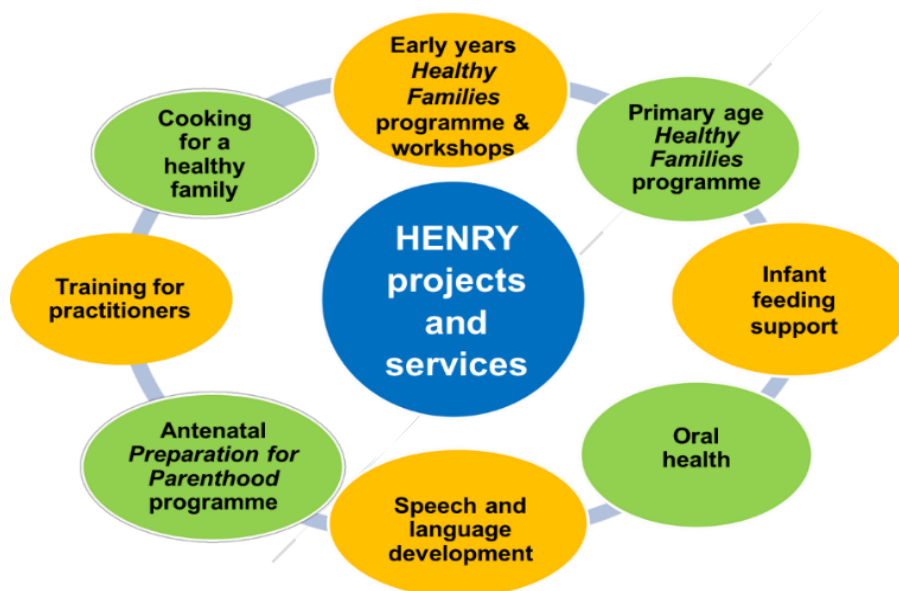 Early years
Healthy
Families
programme &
workshops
Primary age
Healthy
Families
programme
Infant
feeding
support
Oral
health
Speech and
language
development
Antenatal
Preparation for
Parenthood
programme
Training for
practitioners
Cooking
for a
healthy
family
HENRY
projects
and
services